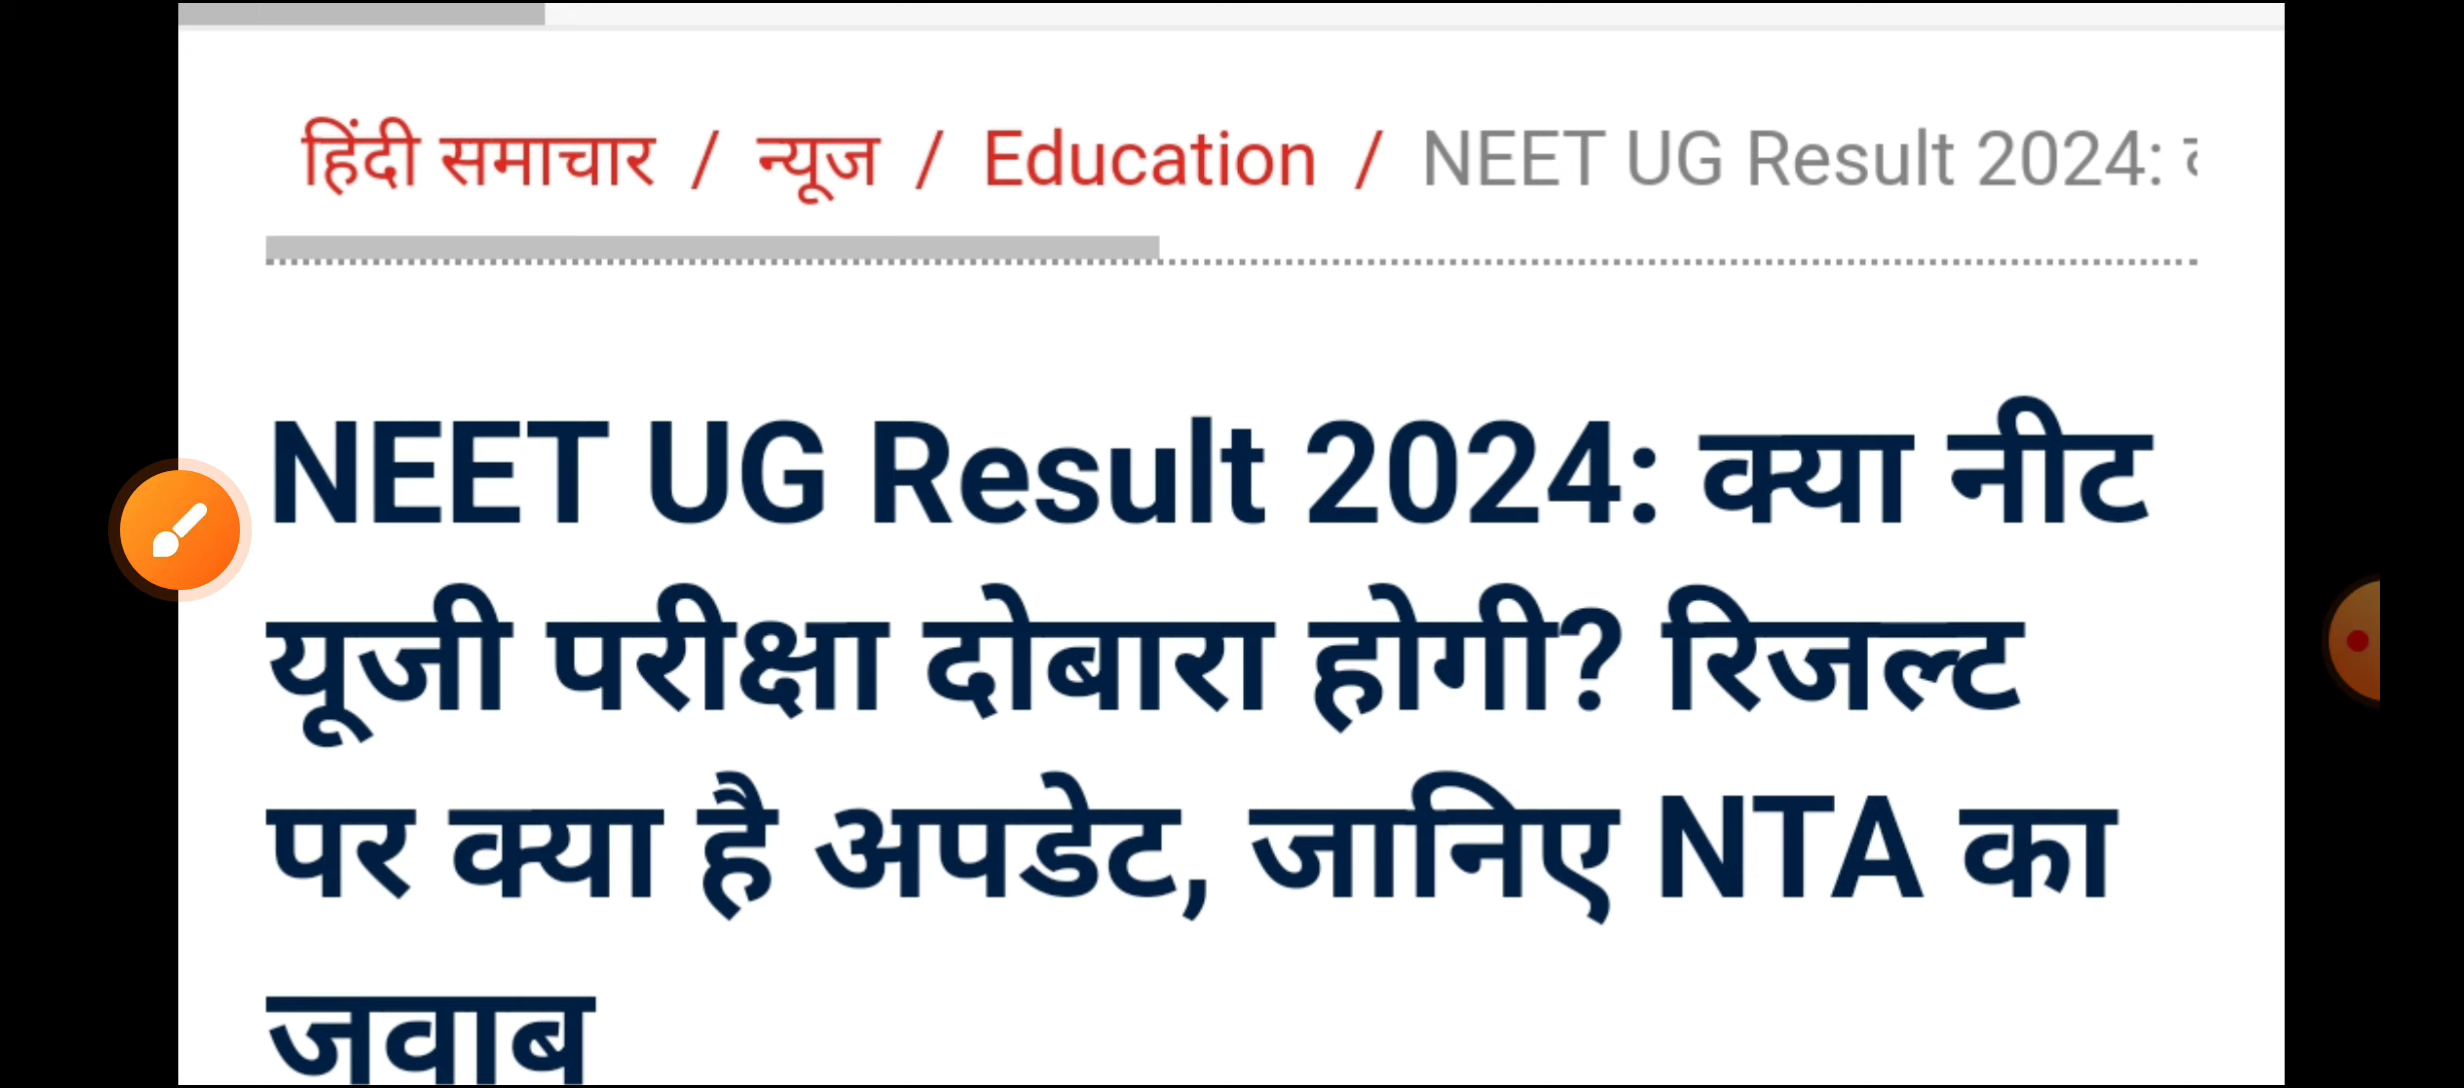 हिंदी समाचार / न्यूज / Education / NEET UG Result 2024:
NEET UG Result 2024: क्या नीट
यूजी परीक्षा दोबारा होगी? रिजल्ट
पर क्या है अपडेट, जानिए NTA का
जवाब